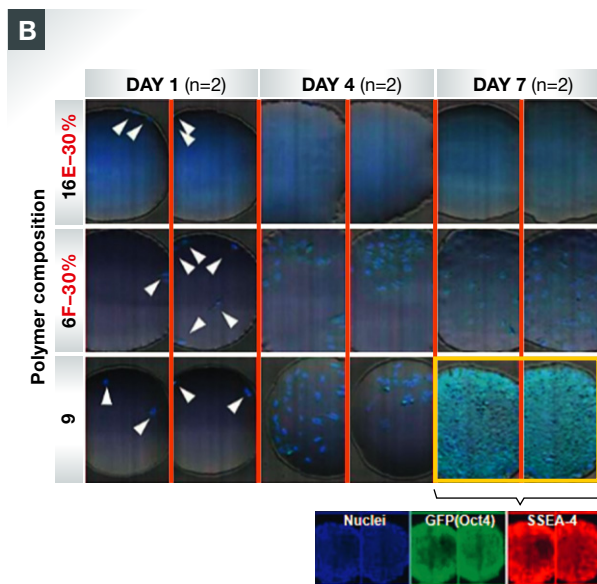 B
DAY 1 (n=2) DAY 4 (n=2) DAY 7 (n=2)
Polymer composition
16E–30%
6F–30%
9
Nuclei GFP(Oct4) SSEA-4